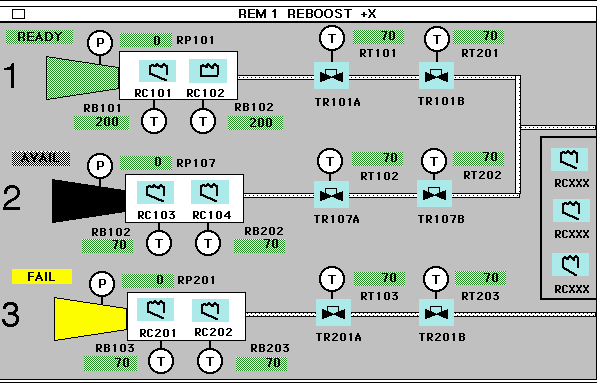 REM 1 REBOOST +X
READY
P
0 RP101
T
70
RT101
T
70
RT201
1
RC101
RC102
TR101A
TR101B
RB101
200
T
T
RB102
200
AVAIL
P
0 RP107
T
70
RT102
T
70
RT202
RCXXX
2
RC103
RC104
TR107A
TR107B
RCXXX
RB102
70
T
T
RB202
70
FAIL
P
0 RP201
T
70
RT103
T
70
RT203
RCXXX
3
RC201
RC202
TR201A
TR201B
RB103
70
T
T
RB203
70